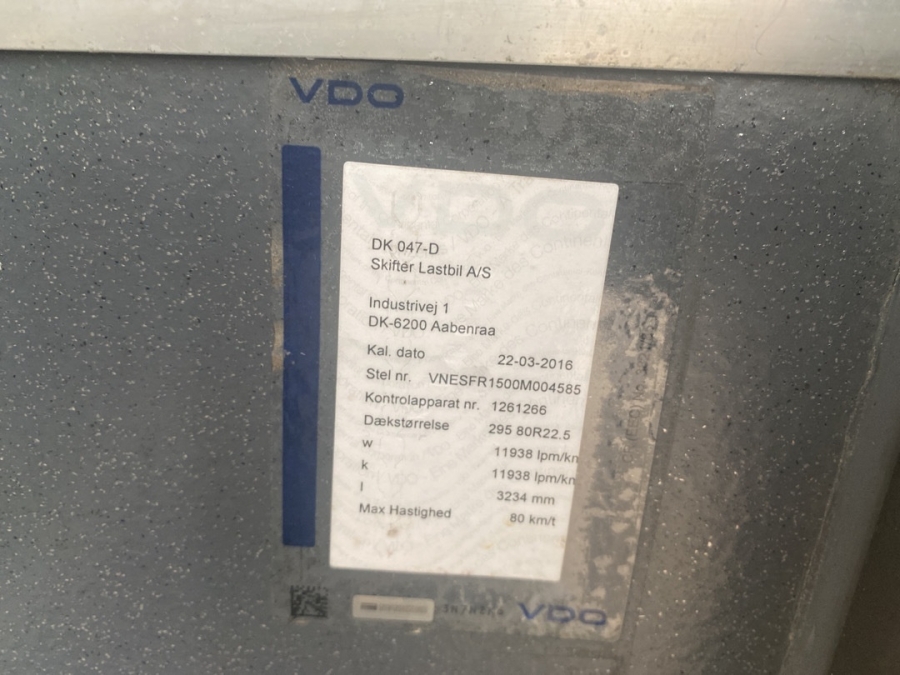 VDO
DK 047-D
Skifter Lastbil A/S
Industrivej 1
DK-6200 Aabenraa
Kal. dato 22-03-2016
Stel nr. VNESFR1500M004585
Kontrolapparat nr. 1261266
Dækstørrelse 295 80R22.5
w 11938 Ipm/km
k 11938 Ipm/km
l 3234 mm
Max Hastighed 80 km/t
VDO